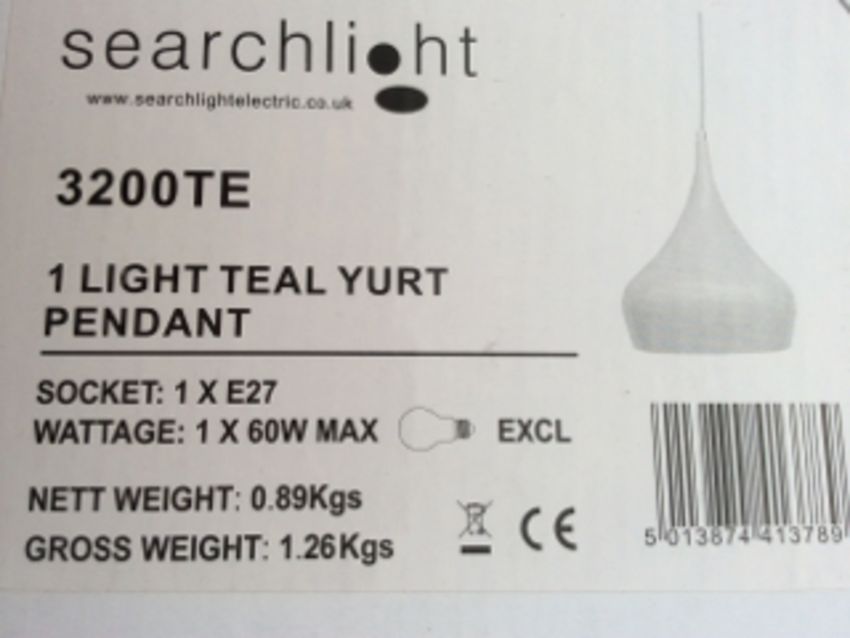 searchlight
www.searchlightelectric.co.uk
3200TE
1 LIGHT TEAL YURT
PENDANT
SOCKET: 1 X E27
WATTAGE: 1 X 60W MAX EXCL
NETT WEIGHT: 0.89Kgs
GROSS WEIGHT: 1.26Kgs
CE
5 013874 413789